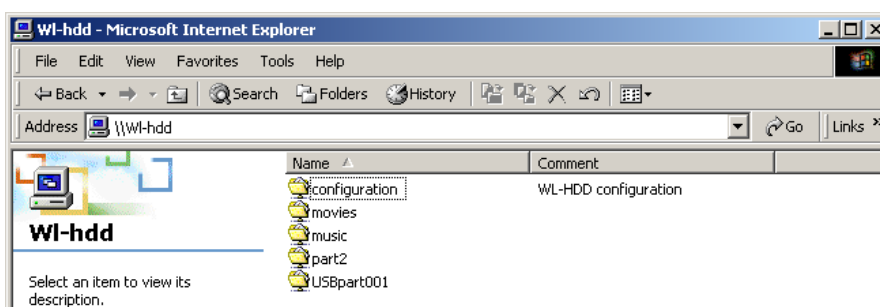 Wl-hdd - Microsoft Internet Explorer
File Edit View Favorites Tools Help
Back Search Folders History
Address \\Wl-hdd Go Links »
Name Comment
configuration WL-HDD configuration
movies
music
Wl-hdd
part2
USBpart001
Select an item to view its
description.